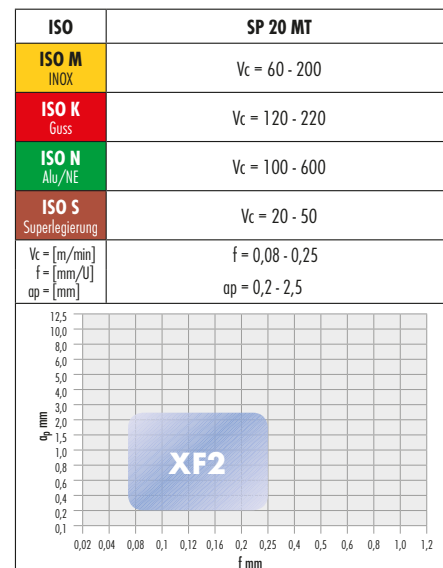 ISO SP 20 MT
ISO M
INOX
Vc = 60 - 200
ISO K
Guss
Vc = 120 - 220
ISO N
Alu/NE
Vc = 100 - 600
ISO S
Superlegierung
Vc = 20 - 50
Vc = [m/min]
f = [mm/U]
ap = [mm]
f = 0,08 - 0,25
ap = 0,2 - 2,5
ap mm
12,5
10,0
8,0
6,0
5,0
4,0
3,0
2,0
1,5
1,0
0,8
0,6
0,4
0,2
0,1
XF2
0,02 0,04 0,08 0,1 0,12 0,16 0,2 0,25 0,4 0,5 0,6 0,8 1,0 1,2
f mm